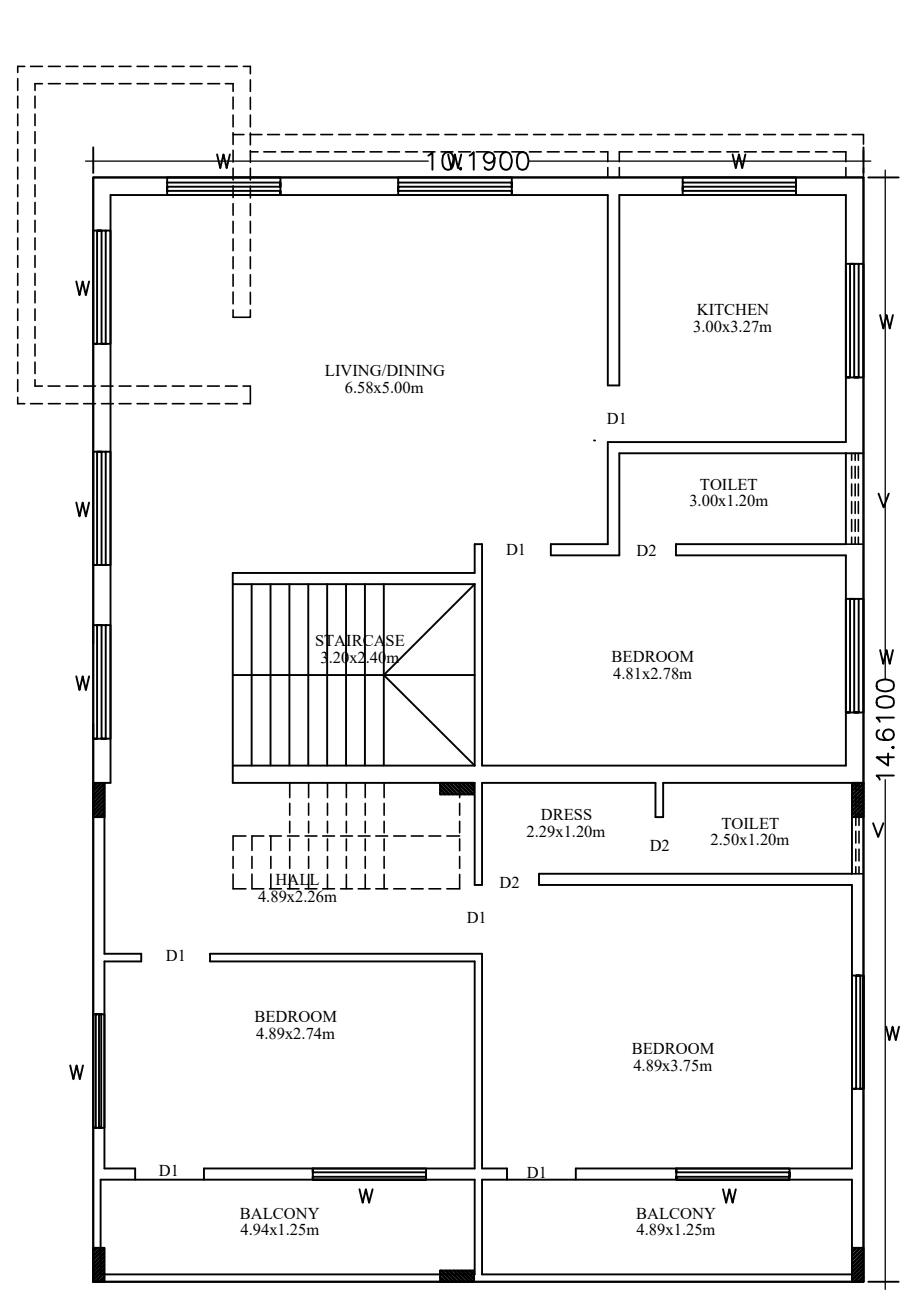 W
10.1900
W
W
W
KITCHEN
3.00x3.27m
W
LIVING/DINING
6.58x5.00m
D1
TOILET
3.00x1.20m
V
W
D1
D2
STAIRCASE
3.20x2.40m
BEDROOM
4.81x2.78m
W
W
14.6100
DRESS
2.29x1.20m
TOILET
2.50x1.20m
V
D2
HALL
4.89x2.26m
D2
D1
D1
BEDROOM
4.89x2.74m
BEDROOM
4.89x3.75m
W
W
D1
D1
W
W
BALCONY
4.94x1.25m
BALCONY
4.89x1.25m